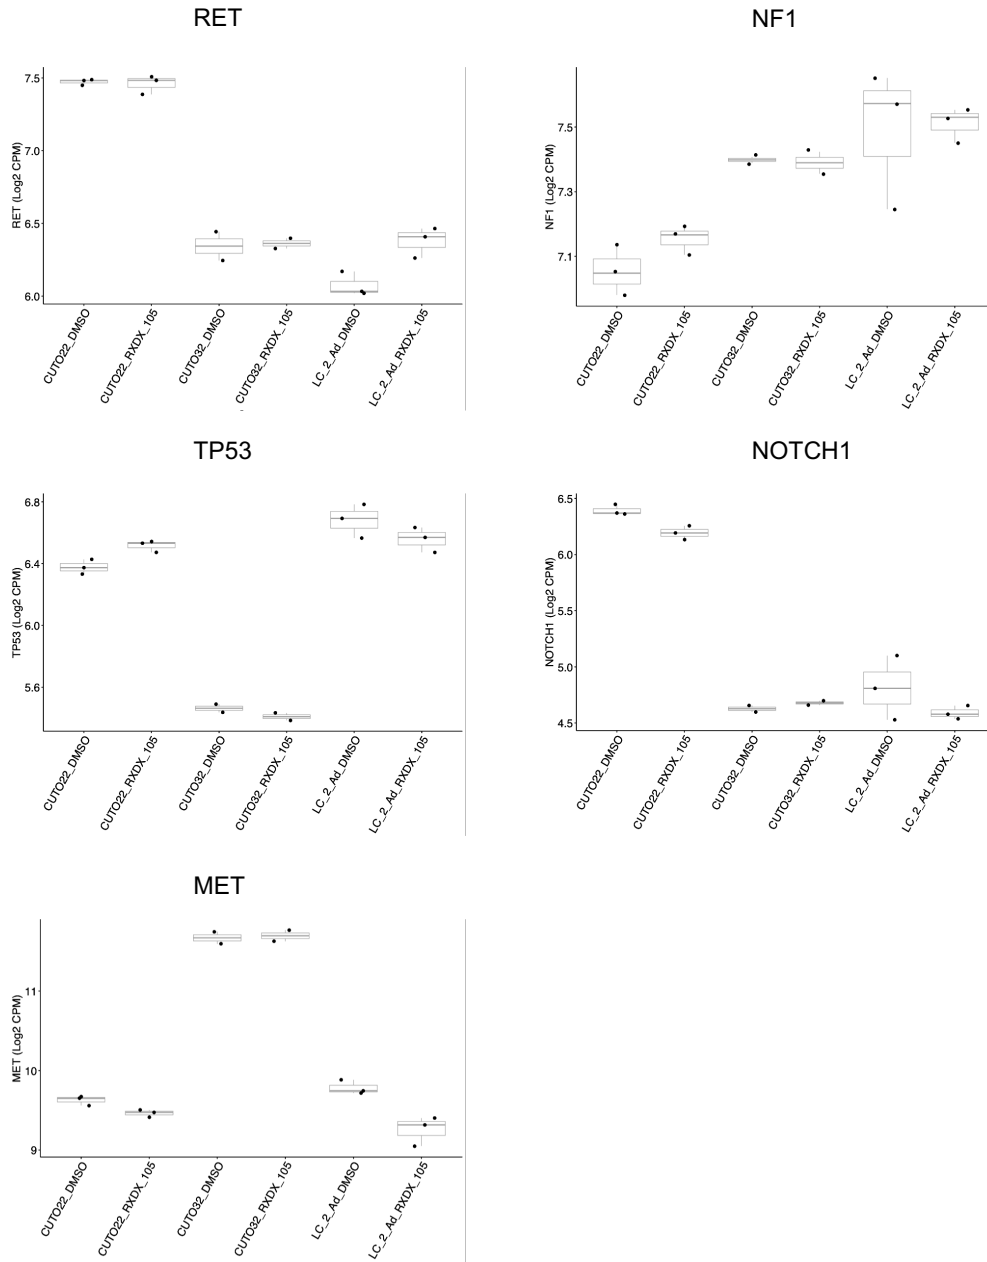 RET
RET (Log2 CPM)
7.5
7.0
6.5
6.0
CUTO22_DMSO
CUTO22_RXDX_105
CUTO32_DMSO
CUTO32_RXDX_105
LC_2_Ad_DMSO
LC_2_Ad_RXDX_105
NF1
NF1 (Log2 CPM)
7.5
7.3
7.1
CUTO22_DMSO
CUTO22_RXDX_105
CUTO32_DMSO
CUTO32_RXDX_105
LC_2_Ad_DMSO
LC_2_Ad_RXDX_105
TP53
TP53 (Log2 CPM)
6.8
6.4
6.0
5.6
CUTO22_DMSO
CUTO22_RXDX_105
CUTO32_DMSO
CUTO32_RXDX_105
LC_2_Ad_DMSO
LC_2_Ad_RXDX_105
NOTCH1
NOTCH1 (Log2 CPM)
6.5
6.0
5.5
5.0
4.5
CUTO22_DMSO
CUTO22_RXDX_105
CUTO32_DMSO
CUTO32_RXDX_105
LC_2_Ad_DMSO
LC_2_Ad_RXDX_105
MET
MET (Log2 CPM)
11
10
9
CUTO22_DMSO
CUTO22_RXDX_105
CUTO32_DMSO
CUTO32_RXDX_105
LC_2_Ad_DMSO
LC_2_Ad_RXDX_105